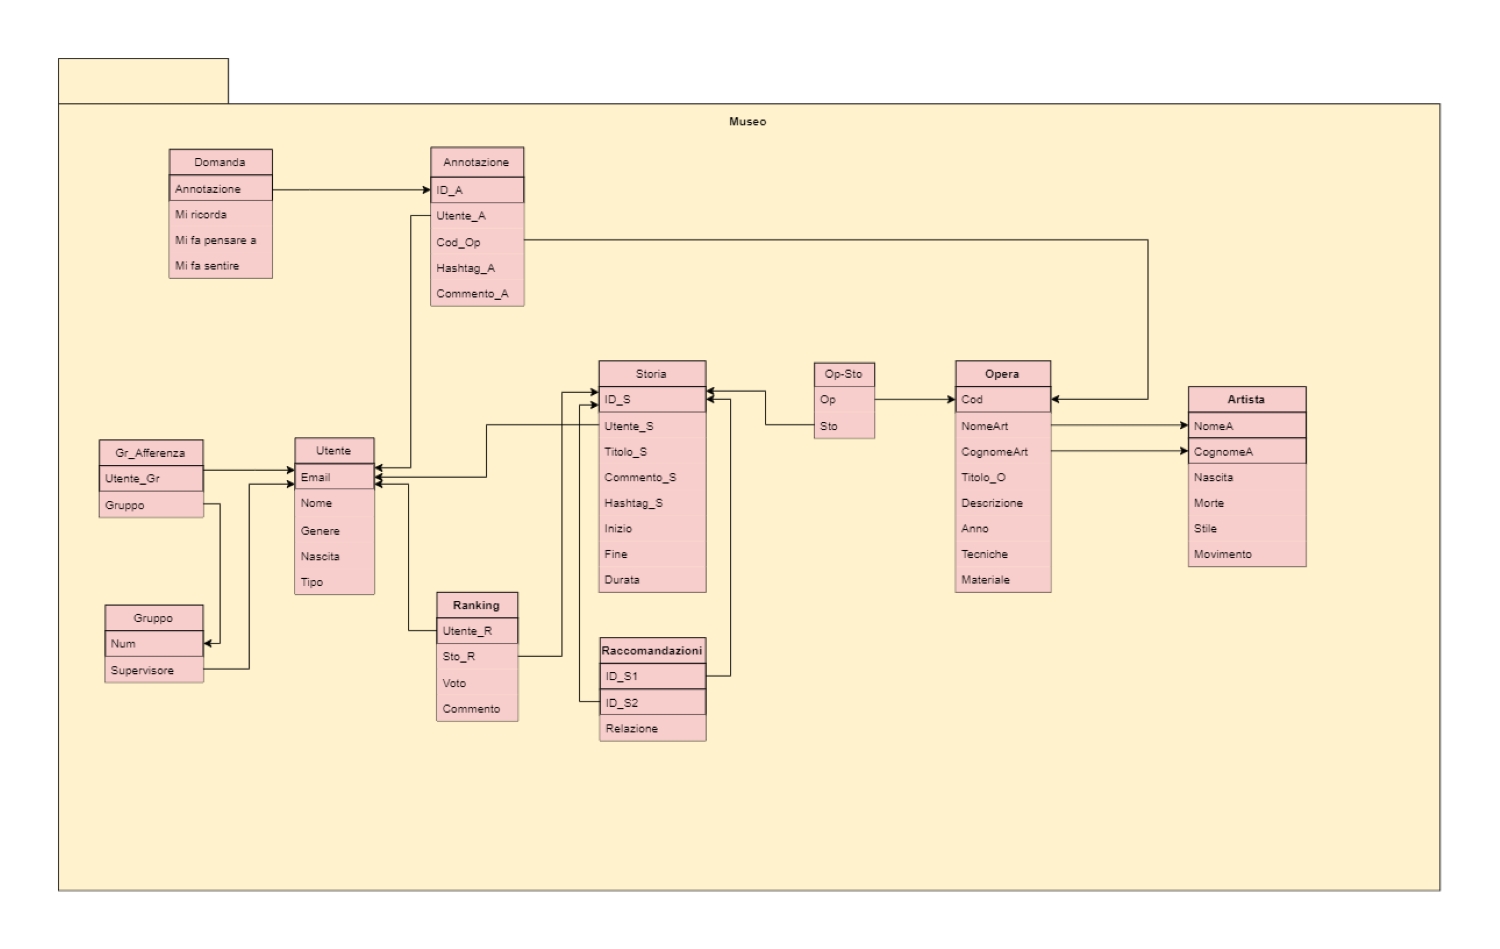 Museo
Domanda
Annotazione
Mi ricorda
Mi fa pensare a
Mi fa sentire
Annotazione
ID_A
Utente_A
Cod_Op
Hashtag_A
Commento_A
Storia
ID_S
Utente_S
Titolo_S
Commento_S
Hashtag_S
Inizio
Fine
Durata
Op-Sto
Op
Sto
Opera
Cod
NomeArt
CognomeArt
Titolo_O
Descrizione
Anno
Tecniche
Materiale
Artista
NomeA
CognomeA
Nascita
Morte
Stile
Movimento
Gr_Afferenza
Utente_Gr
Gruppo
Utente
Email
Nome
Genere
Nascita
Tipo
Gruppo
Num
Supervisore
Ranking
Utente_R
Sto_R
Voto
Commento
Raccomandazioni
ID_S1
ID_S2
Relazione